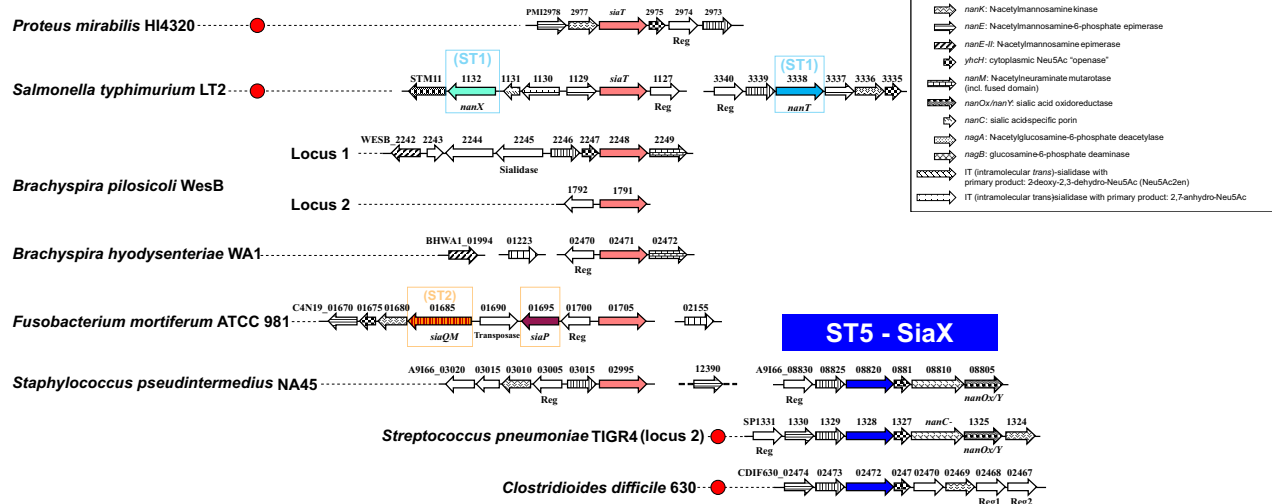 nanK: N-acetylmannosamine kinase
nanE: N-acetylmannosamine-6-phosphate epimerase
nanE-II: N-acetylmannosamine epimerase
yhcH: cytoplasmic Neu5Ac "openase"
nanM: N-acetylneuraminate mutarotase
(incl. fused domain)
nanOx/nanY: sialic acid oxidoreductase
nanC: sialic acid-specific porin
nagA: N-acetylglucosamine-6-phosphate deacetylase
nagB: glucosamine-6-phosphate deaminase
IT (intramolecular trans)-sialidase with
primary product: 2-deoxy-2,3-dehydro-Neu5Ac (Neu5Ac2en)
IT (intramolecular trans)sialidase with primary product: 2,7-anhydro-Neu5Ac
PMI2978 2977 siaT 2975 2974 2973
Proteus mirabilis HI4320
Reg
(ST1) (ST1)
STM11 1132 1131 1130 1129 siaT 1127 3340 3339 3338 3337 3336 3335
Salmonella typhimurium LT2
nanX Reg Reg nanT
WESB_2242 2243 2244 2245 2246 2247 2248 2249
Locus 1
Sialidase
Brachyspira pilosicoli WesB
1792 1791
Locus 2
BHWA1_01994 01223 02470 02471 02472
Brachyspira hyodysenteriae WA1
Reg
(ST2)
C4N19_01670 01675 01680 01685 01690 01695 01700 01705 02155
Fusobacterium mortiferum ATCC 981
siaQM Transposase siaP Reg
ST5 - SiaX
A9I66_03020 03015 03010 03005 03015 02995 12390 A9I66_08830 08825 08820 0881 08810 08805
Staphylococcus pseudintermedius NA45
Reg Reg nanOx/Y
SP1331 1330 1329 1328 1327 nanC- 1325 1324
Streptococcus pneumoniae TIGR4 (locus 2)
Reg nanOx/Y
CDIF630_02474 02473 02472 0247 02470 02469 02468 02467
Clostridioides difficile 630
Reg1 Reg2